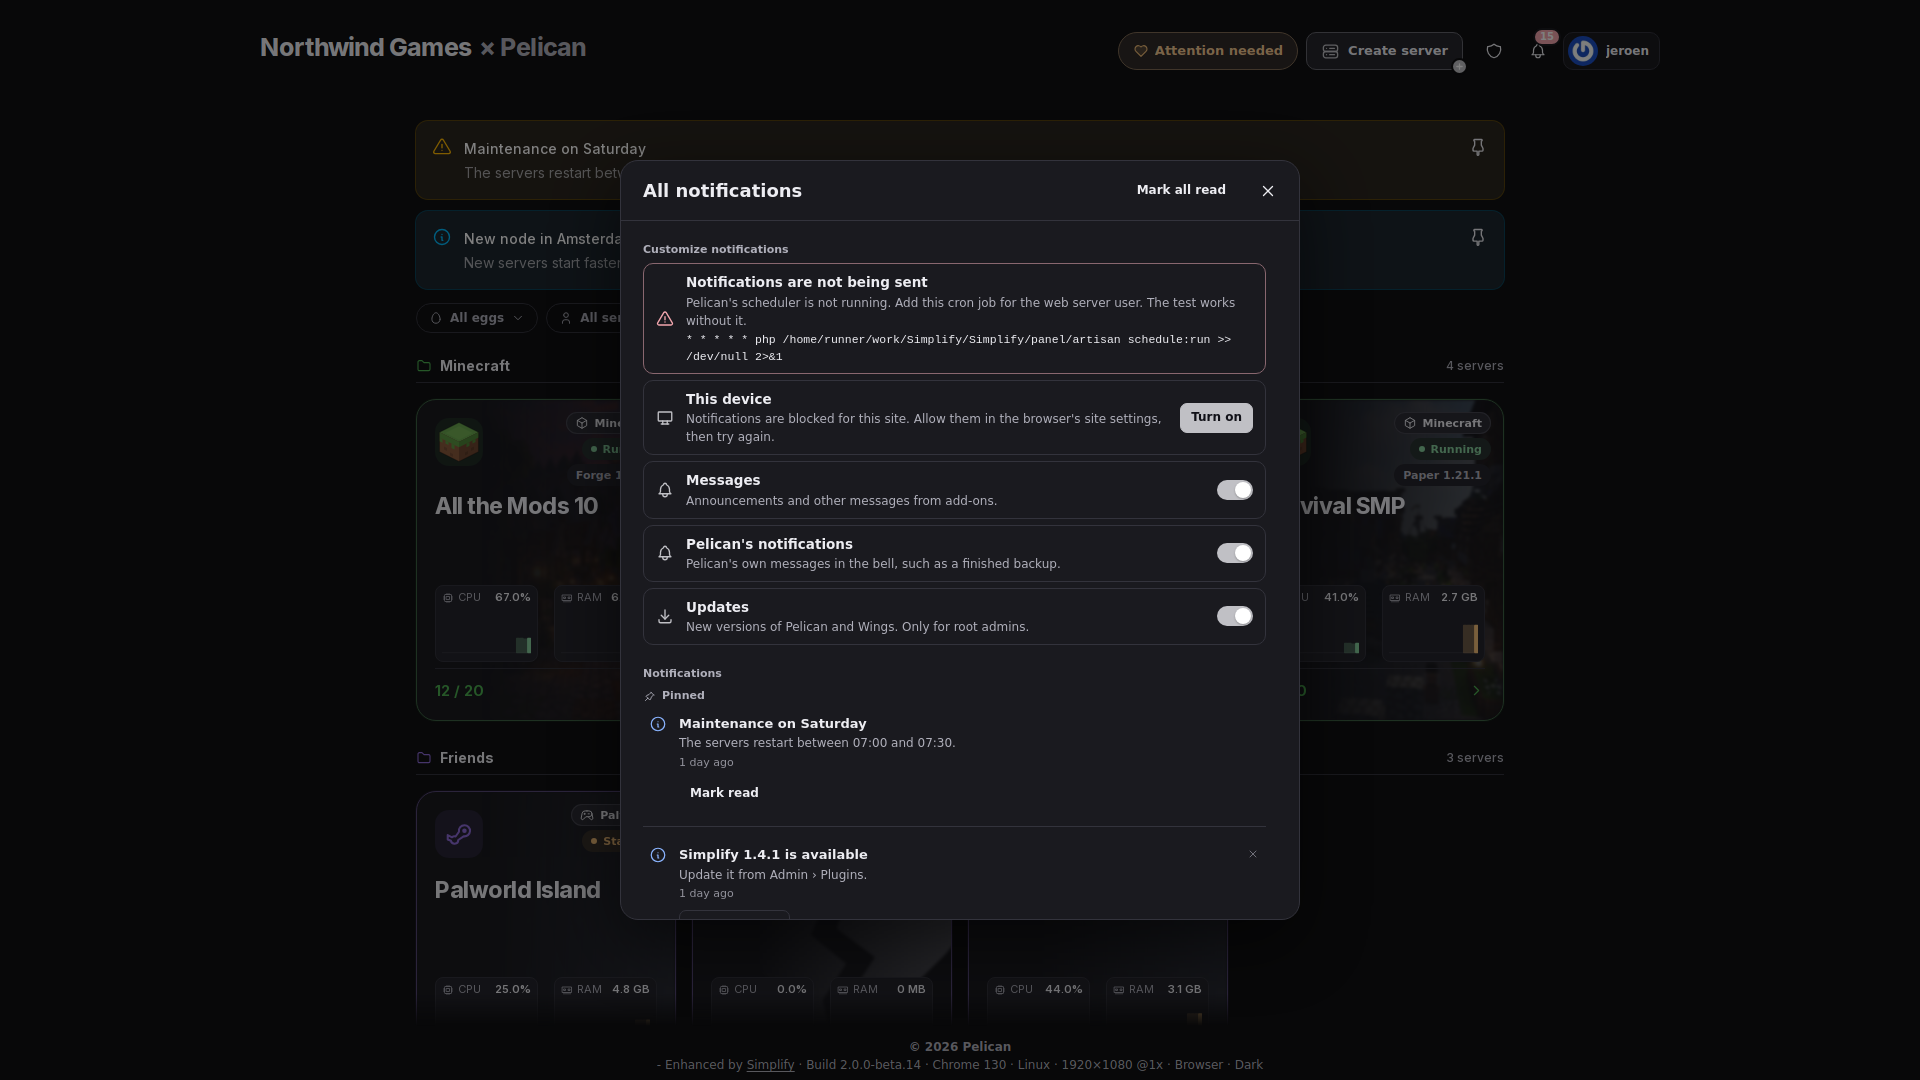 Northwind Games × Pelican
Attention needed
Create server
15
jeroen
Maintenance on Saturday
The servers restart
New node in
New servers start faster
All eggs
All
Minecraft
4 servers
All notifications
Mark all read
Customize notifications
Notifications are not being sent
Pelican's scheduler is not running. Add this cron job for the web server user. The test works
without it.
* * * * * php /home/runner/work/Simplify/Simplify/panel/artisan schedule:run >>
/dev/null 2>&1
This device
Notifications are blocked for this site. Allow them in the browser's site settings,
then try again.
Turn on
Messages
Announcements and other messages from add-ons.
Pelican's notifications
Pelican's own messages in the bell, such as a finished backup.
Updates
New versions of Pelican and Wings. Only for root admins.
Notifications
Pinned
Maintenance on Saturday
The servers restart between 07:00 and 07:30.
1 day ago
Mark read
Simplify 1.4.1 is available
Update it from Admin › Plugins.
1 day ago
All the Mods 10
CPU 67.0%
RAM
12 / 20
Minecraft
Running
Paper 1.21.1
SMP
41.0%
RAM 2.7 GB
Friends
3 servers
Palworld Island
CPU 25.0%
RAM 4.8 GB
CPU 0.0%
RAM 0 MB
CPU 44.0%
RAM 3.1 GB
© 2026 Pelican
- Enhanced by Simplify · Build 2.0.0-beta.14 · Chrome 130 · Linux · 1920×1080 @1x · Browser · Dark